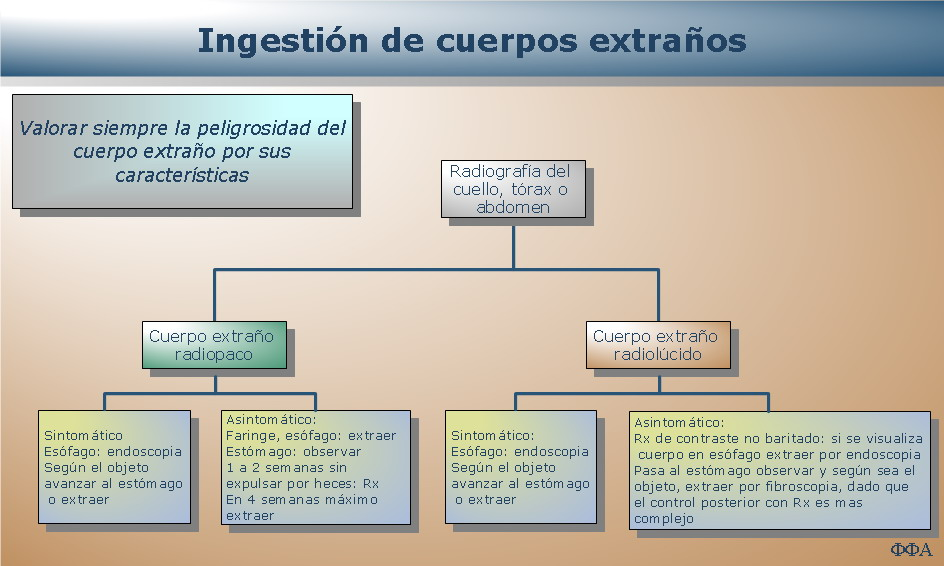 Ingestión de cuerpos extraños
Valorar siempre la peligrosidad del
cuerpo extraño por sus
características
Radiografía del
cuello, tórax o
abdomen
Cuerpo extraño
radiopaco
Cuerpo extraño
radiolúcido
Sintomático
Esófago: endoscopia
Según el objeto
avanzar al estómago
o extraer
Asintomático:
Faringe, esófago: extraer
Estómago: observar
1 a 2 semanas sin
expulsar por heces: Rx
En 4 semanas máximo
extraer
Sintomático:
Esófago: endoscopia
Según el objeto
avanzar al estómago
o extraer
Asintomático:
Rx de contraste no baritado: si se visualiza
cuerpo en esófago extraer por endoscopia
Pasa al estómago observar y según sea el
objeto, extraer por fibroscopia, dado que
el control posterior con Rx es mas
complejo
ΦΦΑ